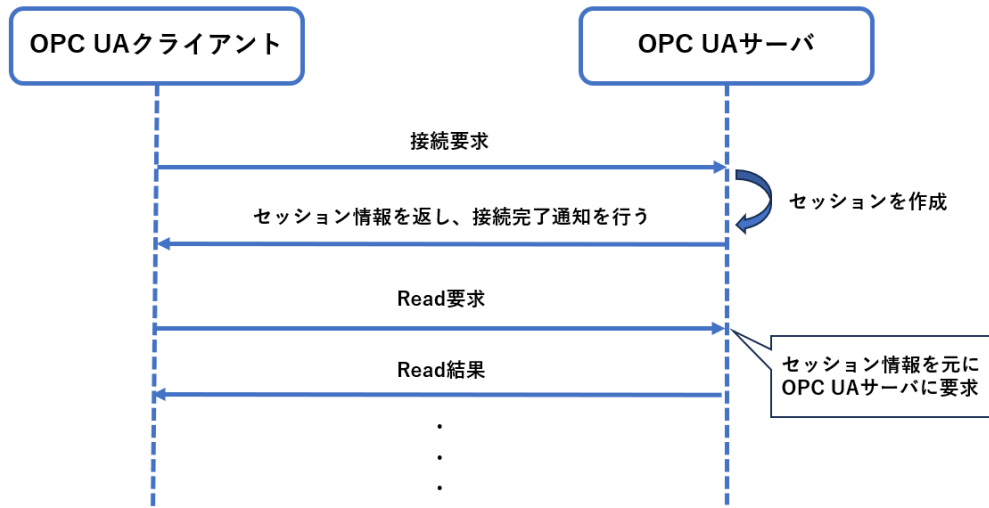 OPC UAクライアント
OPC UAサーバ
接続要求
セッションを作成
セッション情報を返し、接続完了通知を行う
Read要求
セッション情報を元に
OPC UAサーバに要求
Read結果